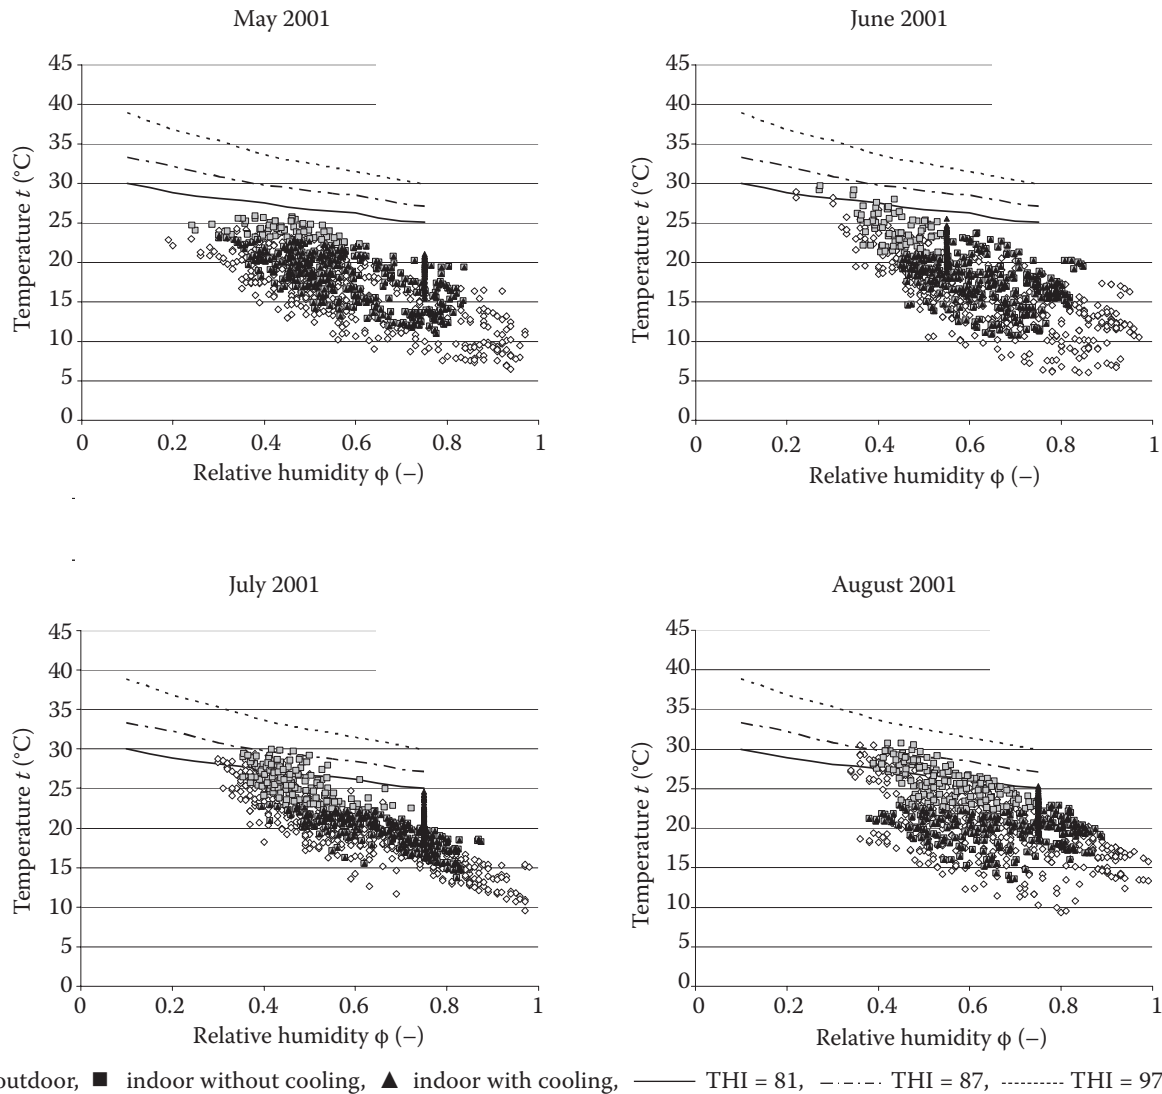 May 2001
45
40
35
30
25
20
15
10
5
0
Temperature t (°C)
0 0.2 0.4 0.6 0.8 1
Relative humidity ϕ (–)
June 2001
45
40
35
30
25
20
15
10
5
0
Temperature t (°C)
0 0.2 0.4 0.6 0.8 1
Relative humidity ϕ (–)
July 2001
45
40
35
30
25
20
15
10
5
0
Temperature t (°C)
0 0.2 0.4 0.6 0.8 1
Relative humidity ϕ (–)
August 2001
45
40
35
30
25
20
15
10
5
0
Temperature t (°C)
0 0.2 0.4 0.6 0.8 1
Relative humidity ϕ (–)
outdoor, ■ indoor without cooling, ▲ indoor with cooling, THI = 81, THI = 87, THI = 97